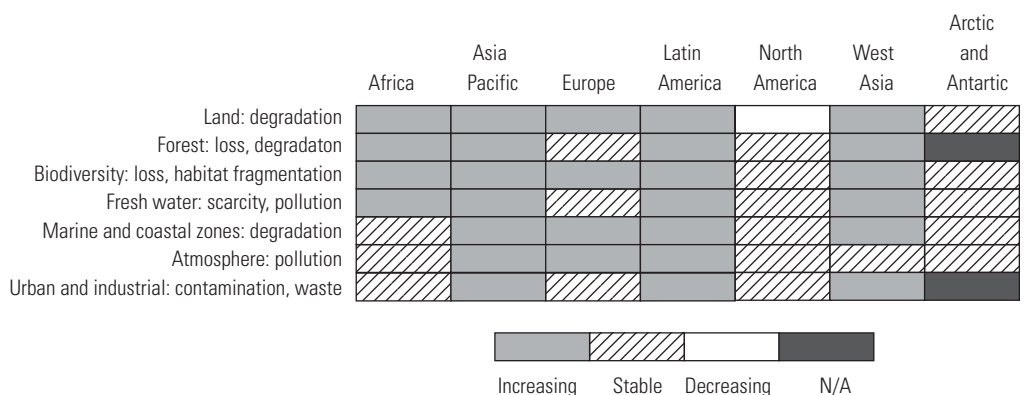 Africa
Asia
Pacific
Europe
Latin
America
North
America
West
Asia
Arctic
and
Antartic
Land: degradation
Forest: loss, degradaton
Biodiversity: loss, habitat fragmentation
Fresh water: scarcity, pollution
Marine and coastal zones: degradation
Atmosphere: pollution
Urban and industrial: contamination, waste
Increasing Stable Decreasing N/A